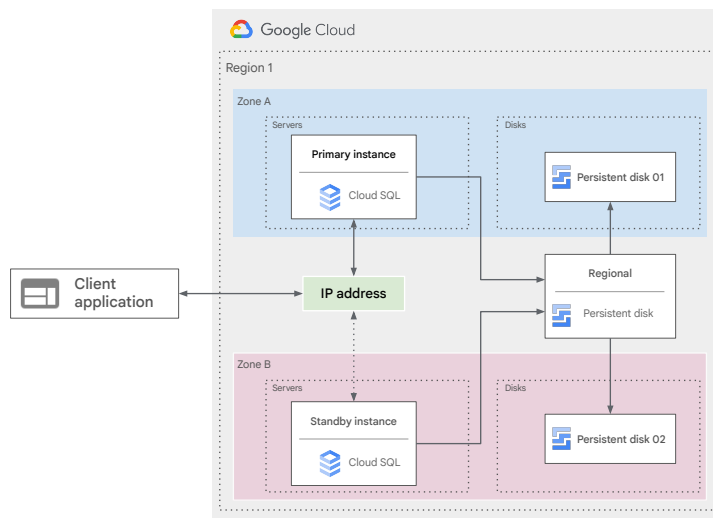 Google Cloud
Region 1
Zone A
Servers
Disks
Primary instance
Cloud SQL
Persistent disk 01
Client
application
IP address
Regional
Persistent disk
Zone B
Servers
Disks
Standby instance
Cloud SQL
Persistent disk 02